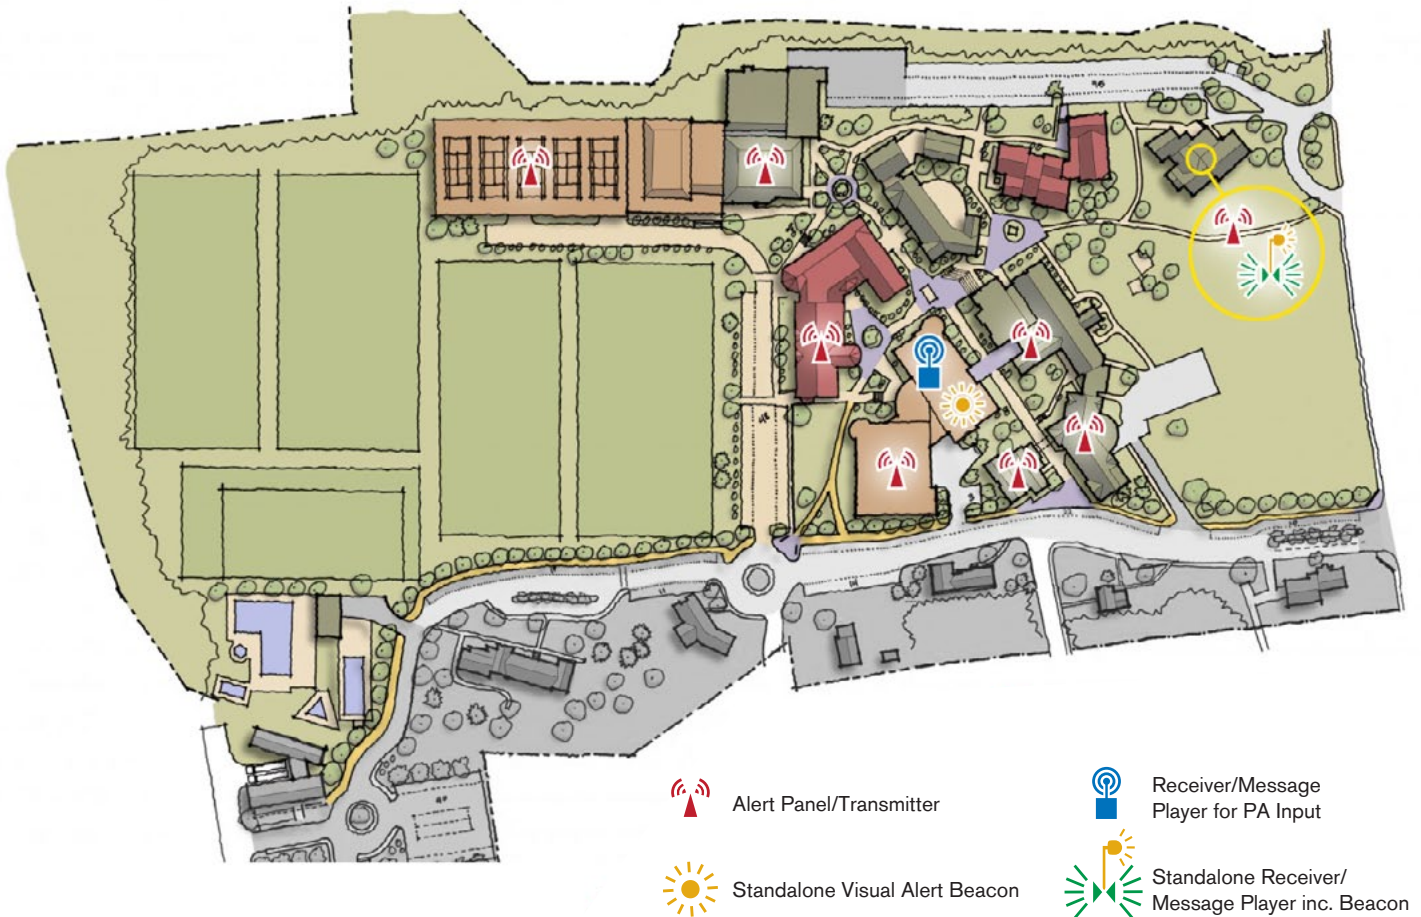 Alert Panel/Transmitter
Receiver/Message
Player for PA Input
Standalone Visual Alert Beacon
Standalone Receiver/
Message Player inc. Beacon